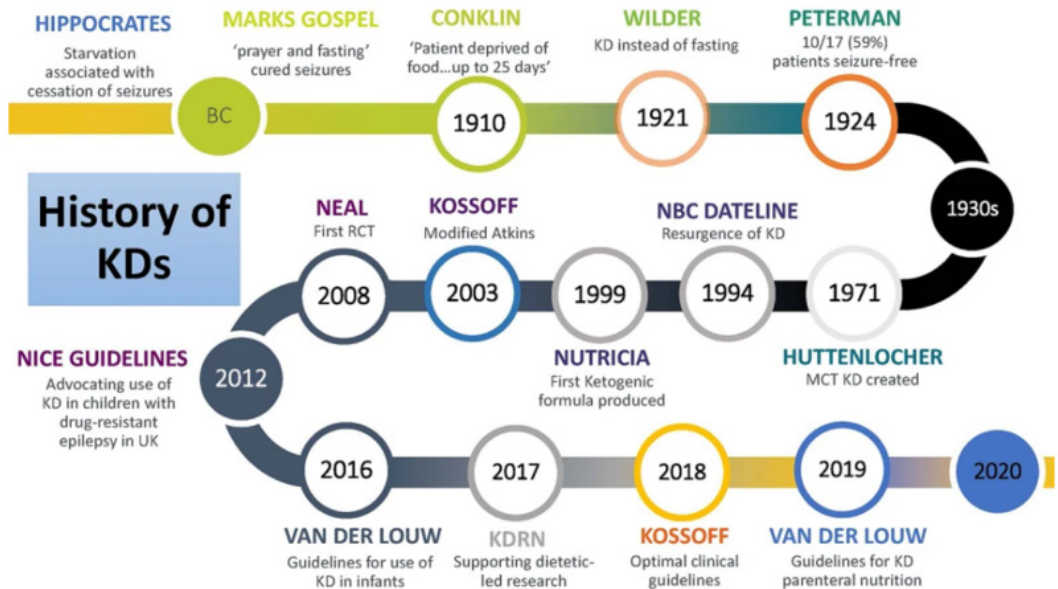 HIPPOCRATES
Starvation
associated with
cessation of seizures
BC
MARKS GOSPEL
'prayer and fasting'
cured seizures
CONKLIN
'Patient deprived of
food...up to 25 days'
1910
WILDER
KD instead of fasting
1921
PETERMAN
10/17 (59%)
patients seizure-free
1924
1930s
History of
KDs
HUTTENLOCHER
MCT KD created
1971
NBC DATELINE
Resurgence of KD
1994
NUTRICIA
First Ketogenic
formula produced
1999
KOSSOFF
Modified Atkins
2003
NEAL
First RCT
2008
NICE GUIDELINES
Advocating use of
KD in children with
drug-resistant
epilepsy in UK
2012
2016
VAN DER LOUW
Guidelines for use of
KD in infants
2017
KDRN
Supporting dietetic-
led research
2018
KOSSOFF
Optimal clinical
guidelines
2019
VAN DER LOUW
Guidelines for KD
parenteral nutrition
2020